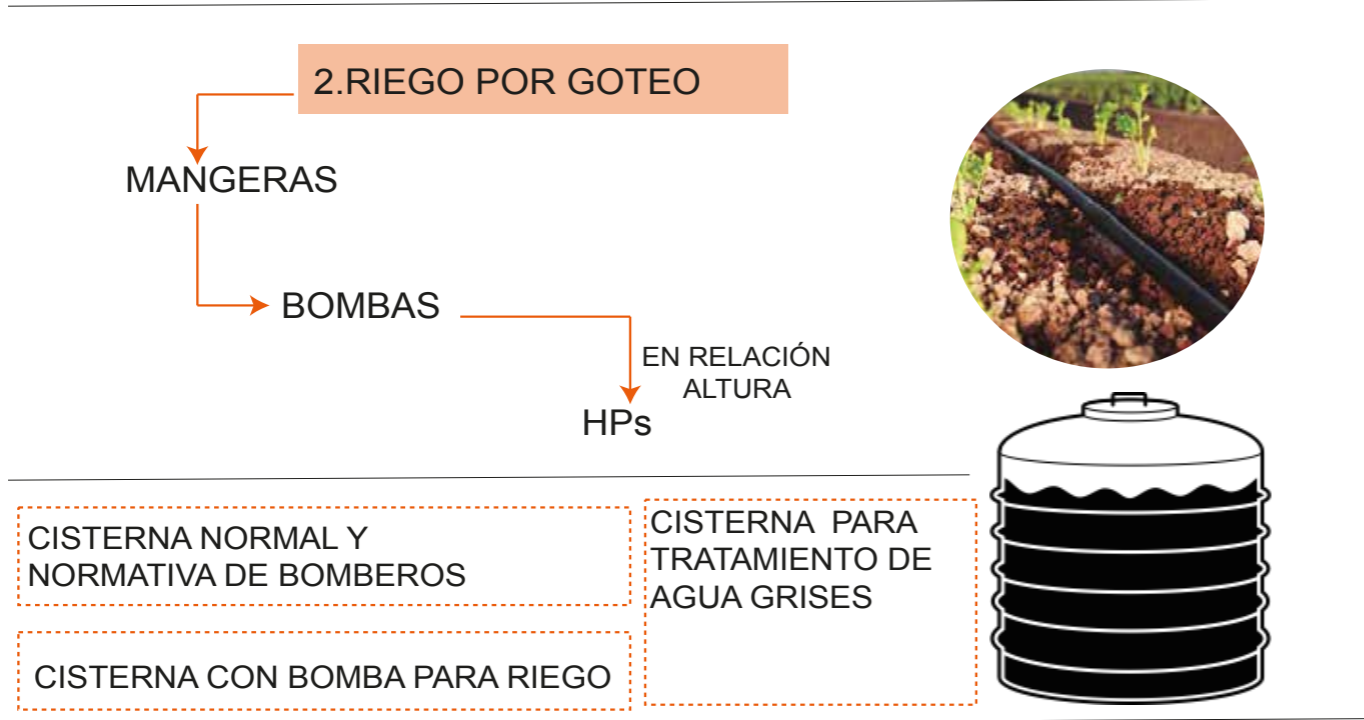 2.RIEGO POR GOTEO
MANGERAS
BOMBAS
EN RELACIÓN
ALTURA
HPs
CISTERNA NORMAL Y
NORMATIVA DE BOMBEROS
CISTERNA CON BOMBA PARA RIEGO
CISTERNA PARA
TRATAMIENTO DE
AGUA GRISES